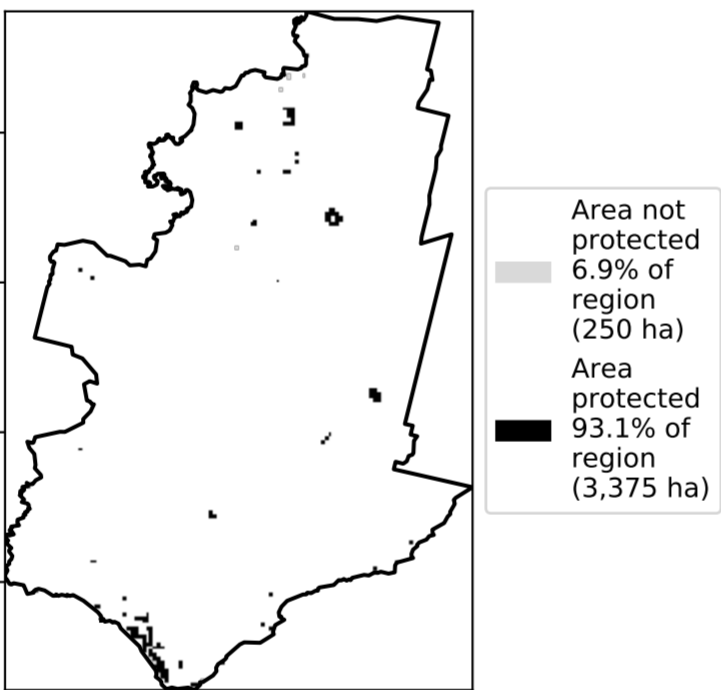 Area not
protected
6.9% of
region
(250 ha)
Area
protected
93.1% of
region
(3,375 ha)